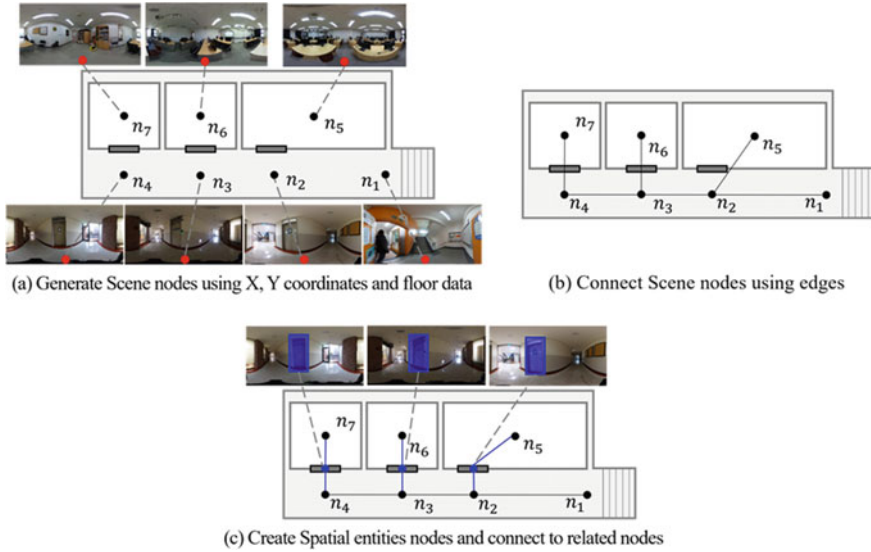 n₇ n₆ n₅
n₄ n₃ n₂ n₁
(a) Generate Scene nodes using X, Y coordinates and floor data
n₇ n₆ n₅
n₄ n₃ n₂ n₁
(b) Connect Scene nodes using edges
n₇ n₆ n₅
n₄ n₃ n₂ n₁
(c) Create Spatial entities nodes and connect to related nodes